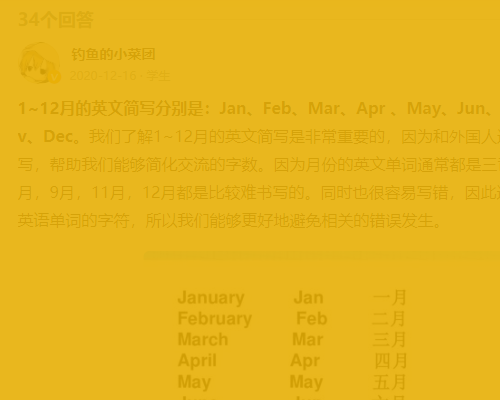 34个回答
钓鱼的小菜团
2020-12-16 · 学生
1~12月的英文简写分别是：Jan、Feb、Mar、Apr 、May、Jun、
v、Dec。我们了解1~12月的英文简写是非常重要的，因为和外国人
写，帮助我们能够简化交流的字数。因为月份的英文单词通常都是三
月，9月，11月，12月都是比较难书写的。同时也很容易写错，因此
英语单词的字符，所以我们能够更好地避免相关的错误发生。
January Jan 一月
February Feb 二月
March Mar 三月
April Apr 四月
May May 五月